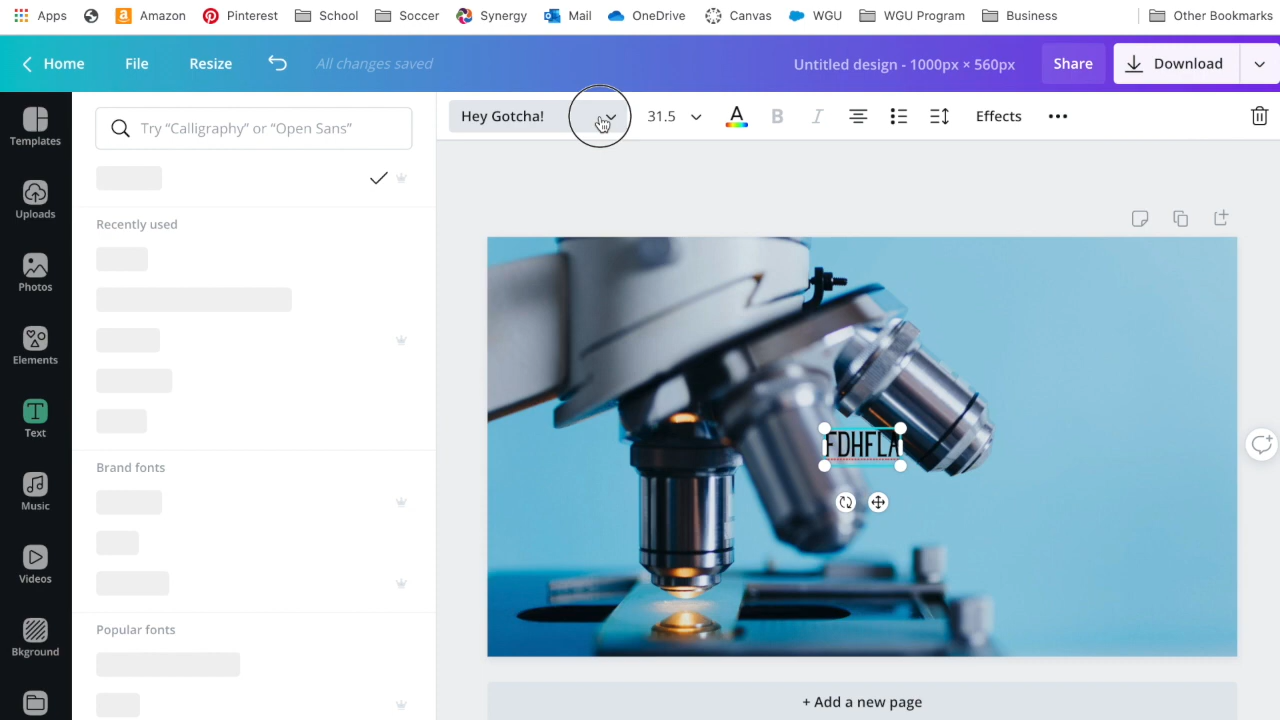 Apps Amazon Pinterest School Soccer Synergy Mail OneDrive Canvas WGU WGU Program Business Other Bookmarks
Home File Resize All changes saved Untitled design - 1000px × 560px Share Download
Templates
Uploads
Photos
Elements
Text
Music
Videos
Bkground
Try "Calligraphy" or "Open Sans"
Recently used
Brand fonts
Popular fonts
Hey Gotcha! 31.5 A B I Effects
FDHFLA
+ Add a new page